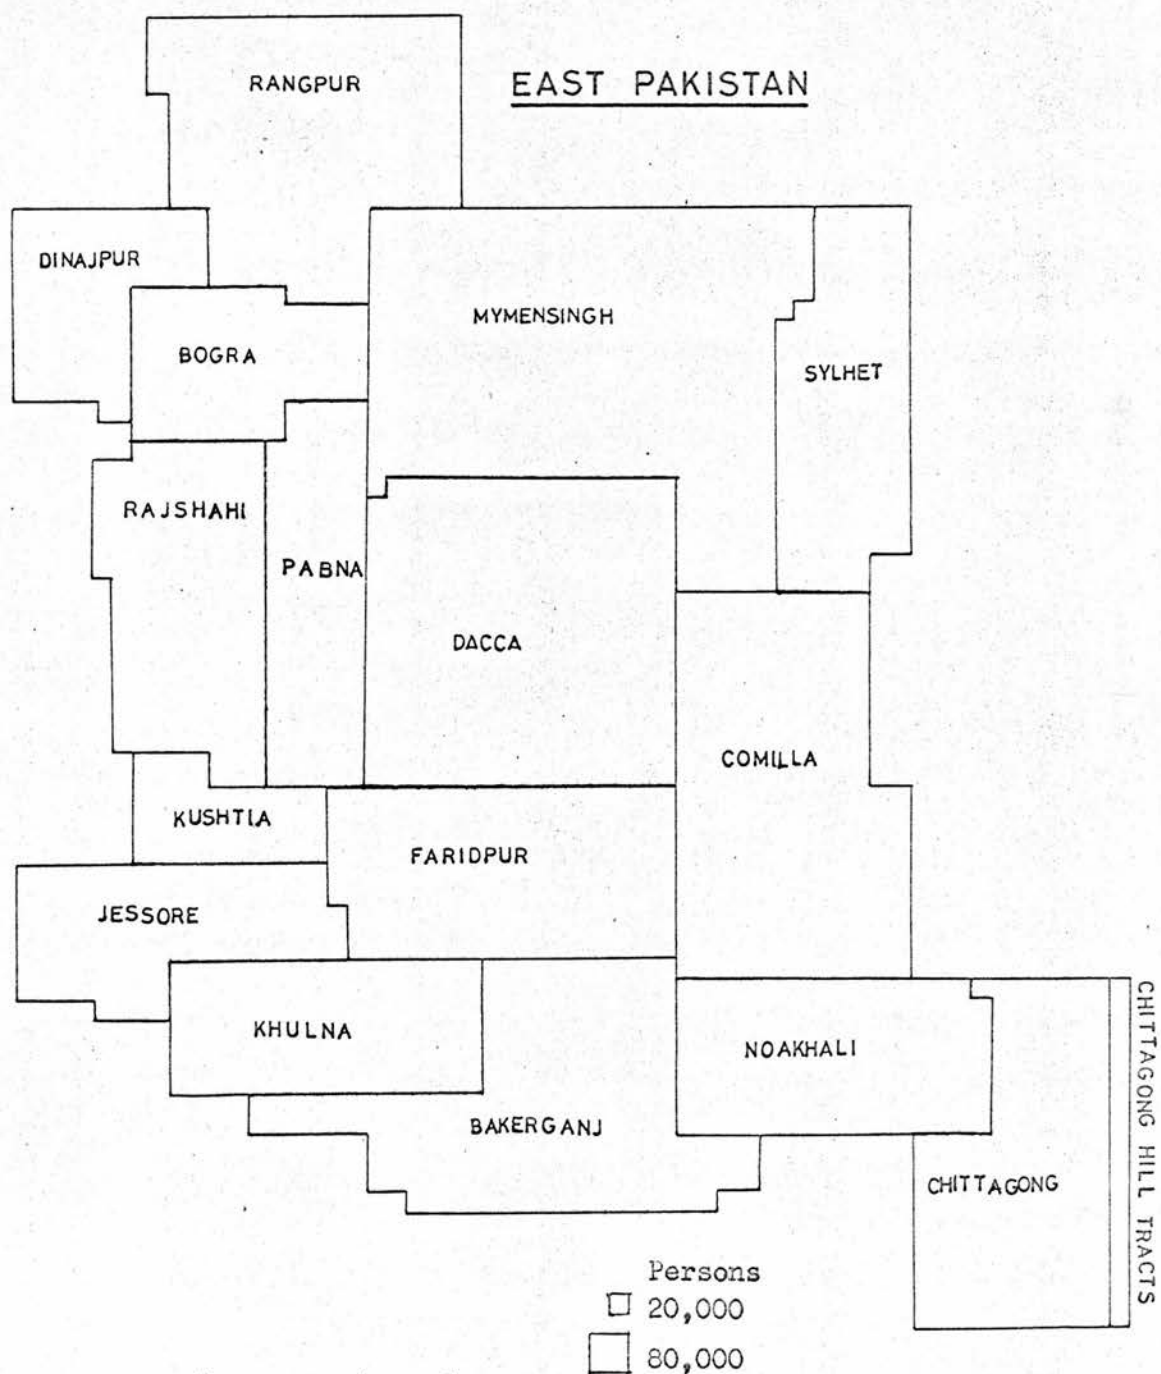 EAST PAKISTAN
RANGPUR
DINAJPUR
BOGRA
MYMENSINGH
SYLHET
RAJSHAHI
PABNA
DACCA
COMILLA
KUSHTIA
FARIDPUR
JESSORE
KHULNA
NOAKHALI
BAKERGANJ
CHITTAGONG
CHITTAGONG HILL TRACTS
Persons
20,000
80,000